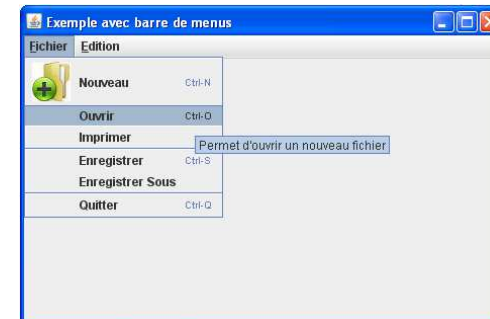 Exemple avec barre de menus
Fichier Edition
Nouveau Ctrl-N
Ouvrir Ctrl-O
Imprimer
Permet d'ouvrir un nouveau fichier
Enregistrer Ctrl-S
Enregistrer Sous
Quitter Ctrl-Q